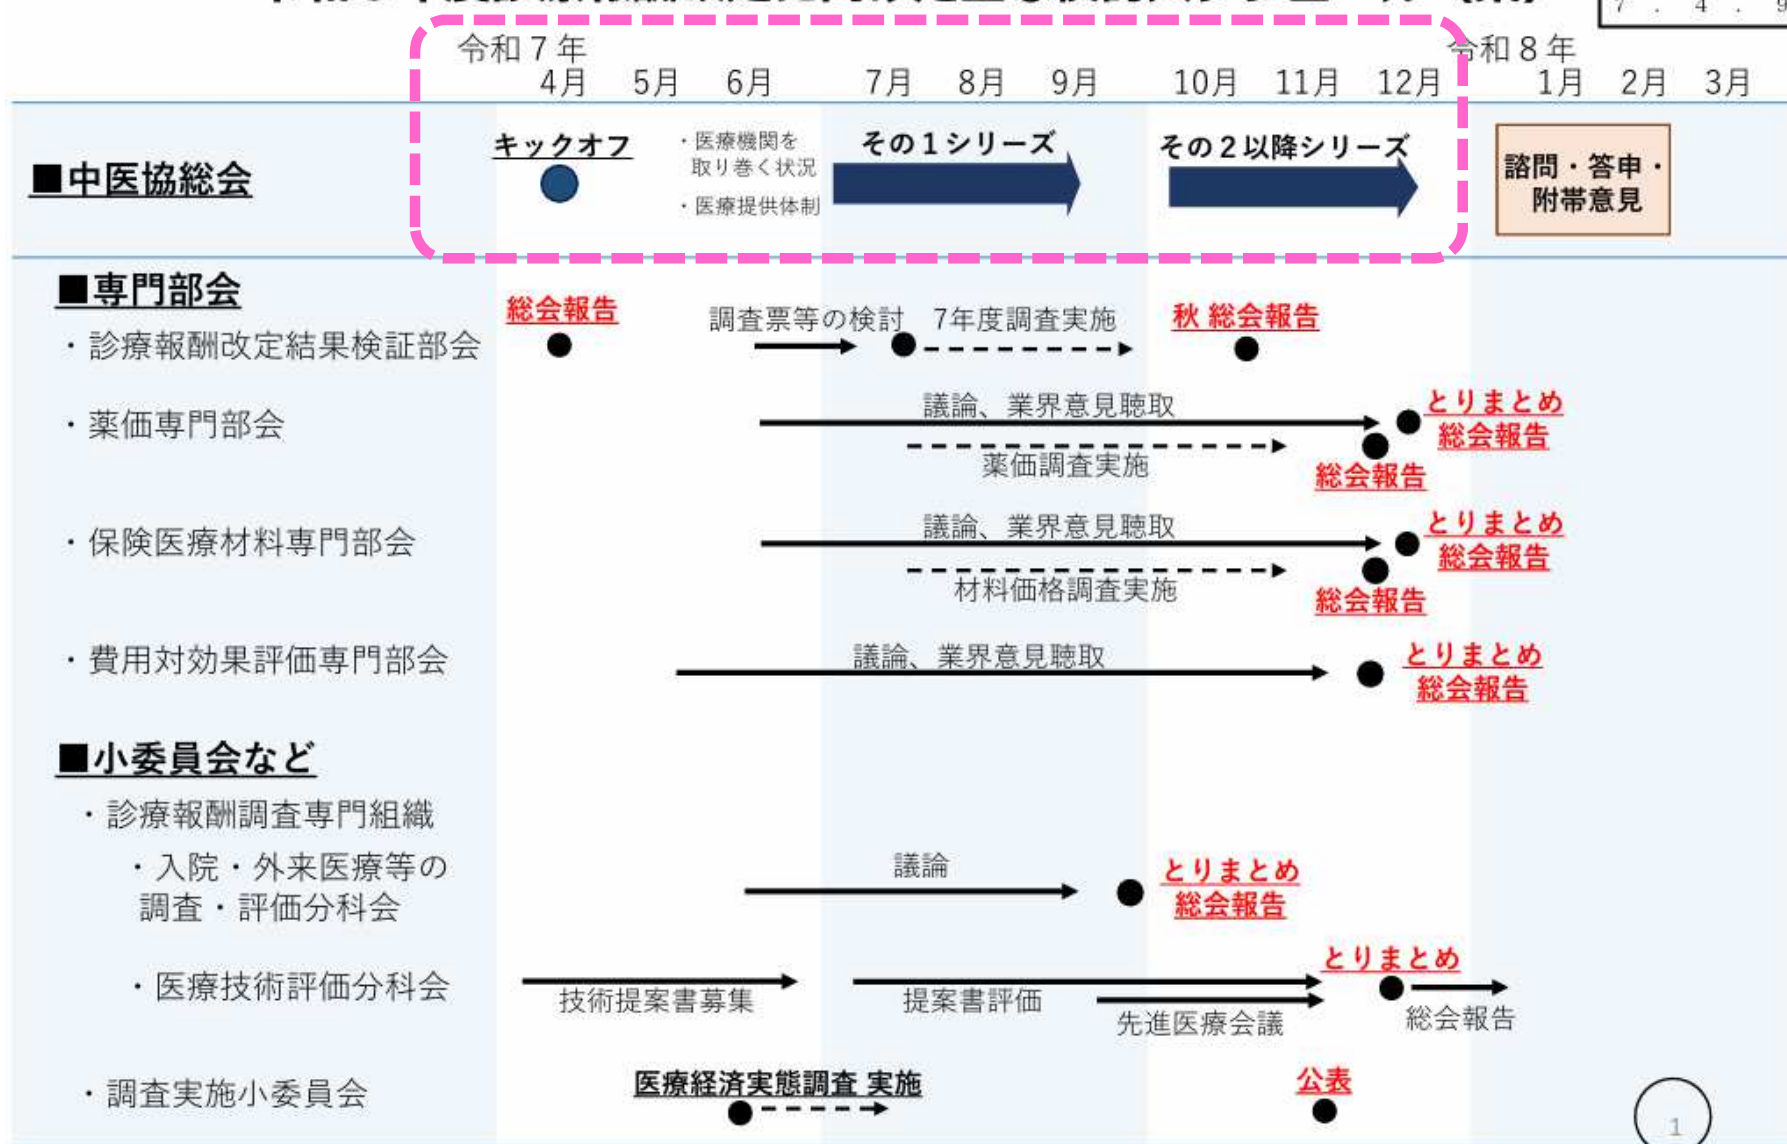 7 . 4 . 9
令和７年
令和８年
4月 5月 6月 7月 8月 9月 10月 11月 12月 1月 2月 3月
■中医協総会
キックオフ
・医療機関を
取り巻く状況
・医療提供体制
その１シリーズ
その２以降シリーズ
諮問・答申・
附帯意見
■専門部会
・診療報酬改定結果検証部会
総会報告
調査票等の検討
7年度調査実施
秋 総会報告
・薬価専門部会
議論、業界意見聴取
薬価調査実施
とりまとめ
総会報告
総会報告
・保険医療材料専門部会
議論、業界意見聴取
材料価格調査実施
とりまとめ
総会報告
総会報告
・費用対効果評価専門部会
議論、業界意見聴取
とりまとめ
総会報告
■小委員会など
・診療報酬調査専門組織
・入院・外来医療等の
調査・評価分科会
議論
とりまとめ
総会報告
・医療技術評価分科会
技術提案書募集
提案書評価
先進医療会議
とりまとめ
総会報告
・調査実施小委員会
医療経済実態調査 実施
公表
1